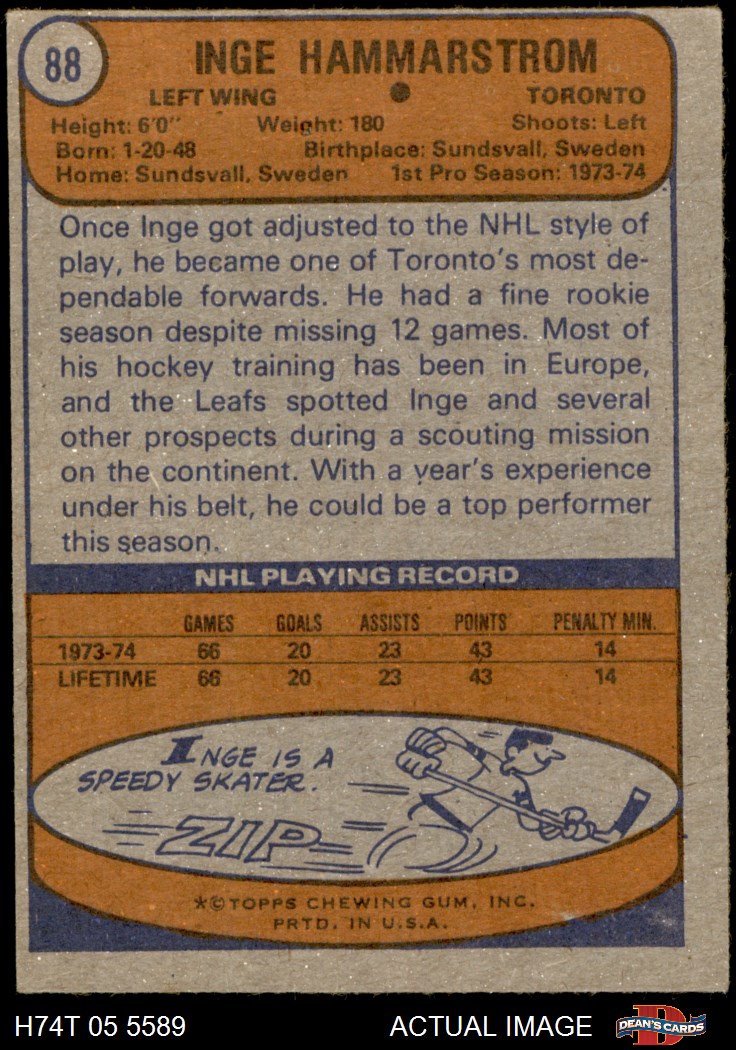 88
INGE HAMMARSTROM
LEFT WING TORONTO
Height: 6'0" Weight: 180 Shoots: Left
Born: 1-20-48 Birthplace: Sundsvall, Sweden
Home: Sundsvall, Sweden 1st Pro Season: 1973-74
Once Inge got adjusted to the NHL style of
play, he became one of Toronto's most de-
pendable forwards. He had a fine rookie
season despite missing 12 games. Most of
his hockey training has been in Europe,
and the Leafs spotted Inge and several
other prospects during a scouting mission
on the continent. With a year's experience
under his belt, he could be a top performer
this season.
NHL PLAYING RECORD
GAMES GOALS ASSISTS POINTS PENALTY MIN.
1973-74 66 20 23 43 14
LIFETIME 66 20 23 43 14
INGE IS A
SPEEDY SKATER.
ZIP
*©TOPPS CHEWING GUM, INC.
PRTD. IN U.S.A.
H74T 05 5589 ACTUAL IMAGE D DEAN'S CARDS